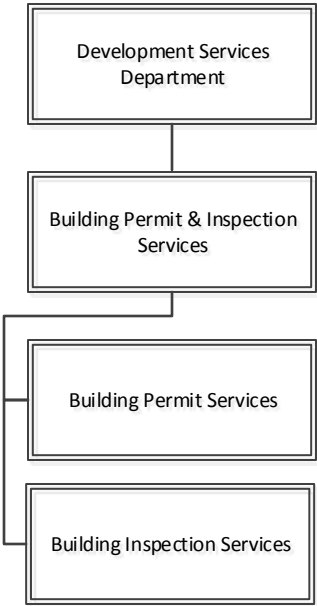 Development Services
Department
Building Permit & Inspection
Services
Building Permit Services
Building Inspection Services